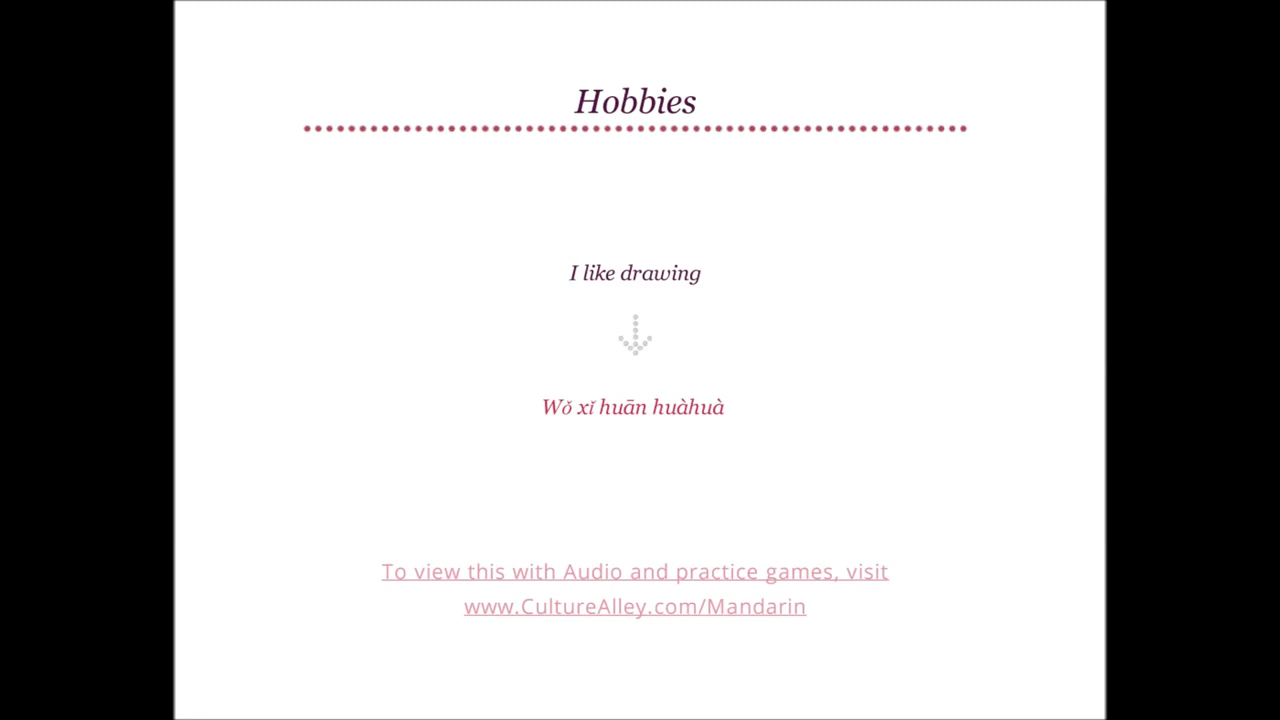 Hobbies
I like drawing
Wǒ xǐ huān huàhuà
To view this with Audio and practice games, visit
www.CultureAlley.com/Mandarin